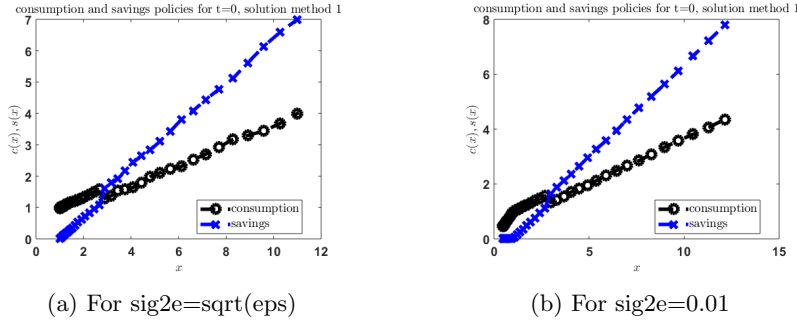 consumption and savings policies for t=0, solution method 1
7
6
5
4
3
2
1
0
c(x), s(x)
consumption
savings
0 2 4 6 8 10 12
x
(a) For sig2e=sqrt(eps)
consumption and savings policies for t=0, solution method 1
8
6
4
2
0
c(x), s(x)
consumption
savings
0 5 10 15
x
(b) For sig2e=0.01